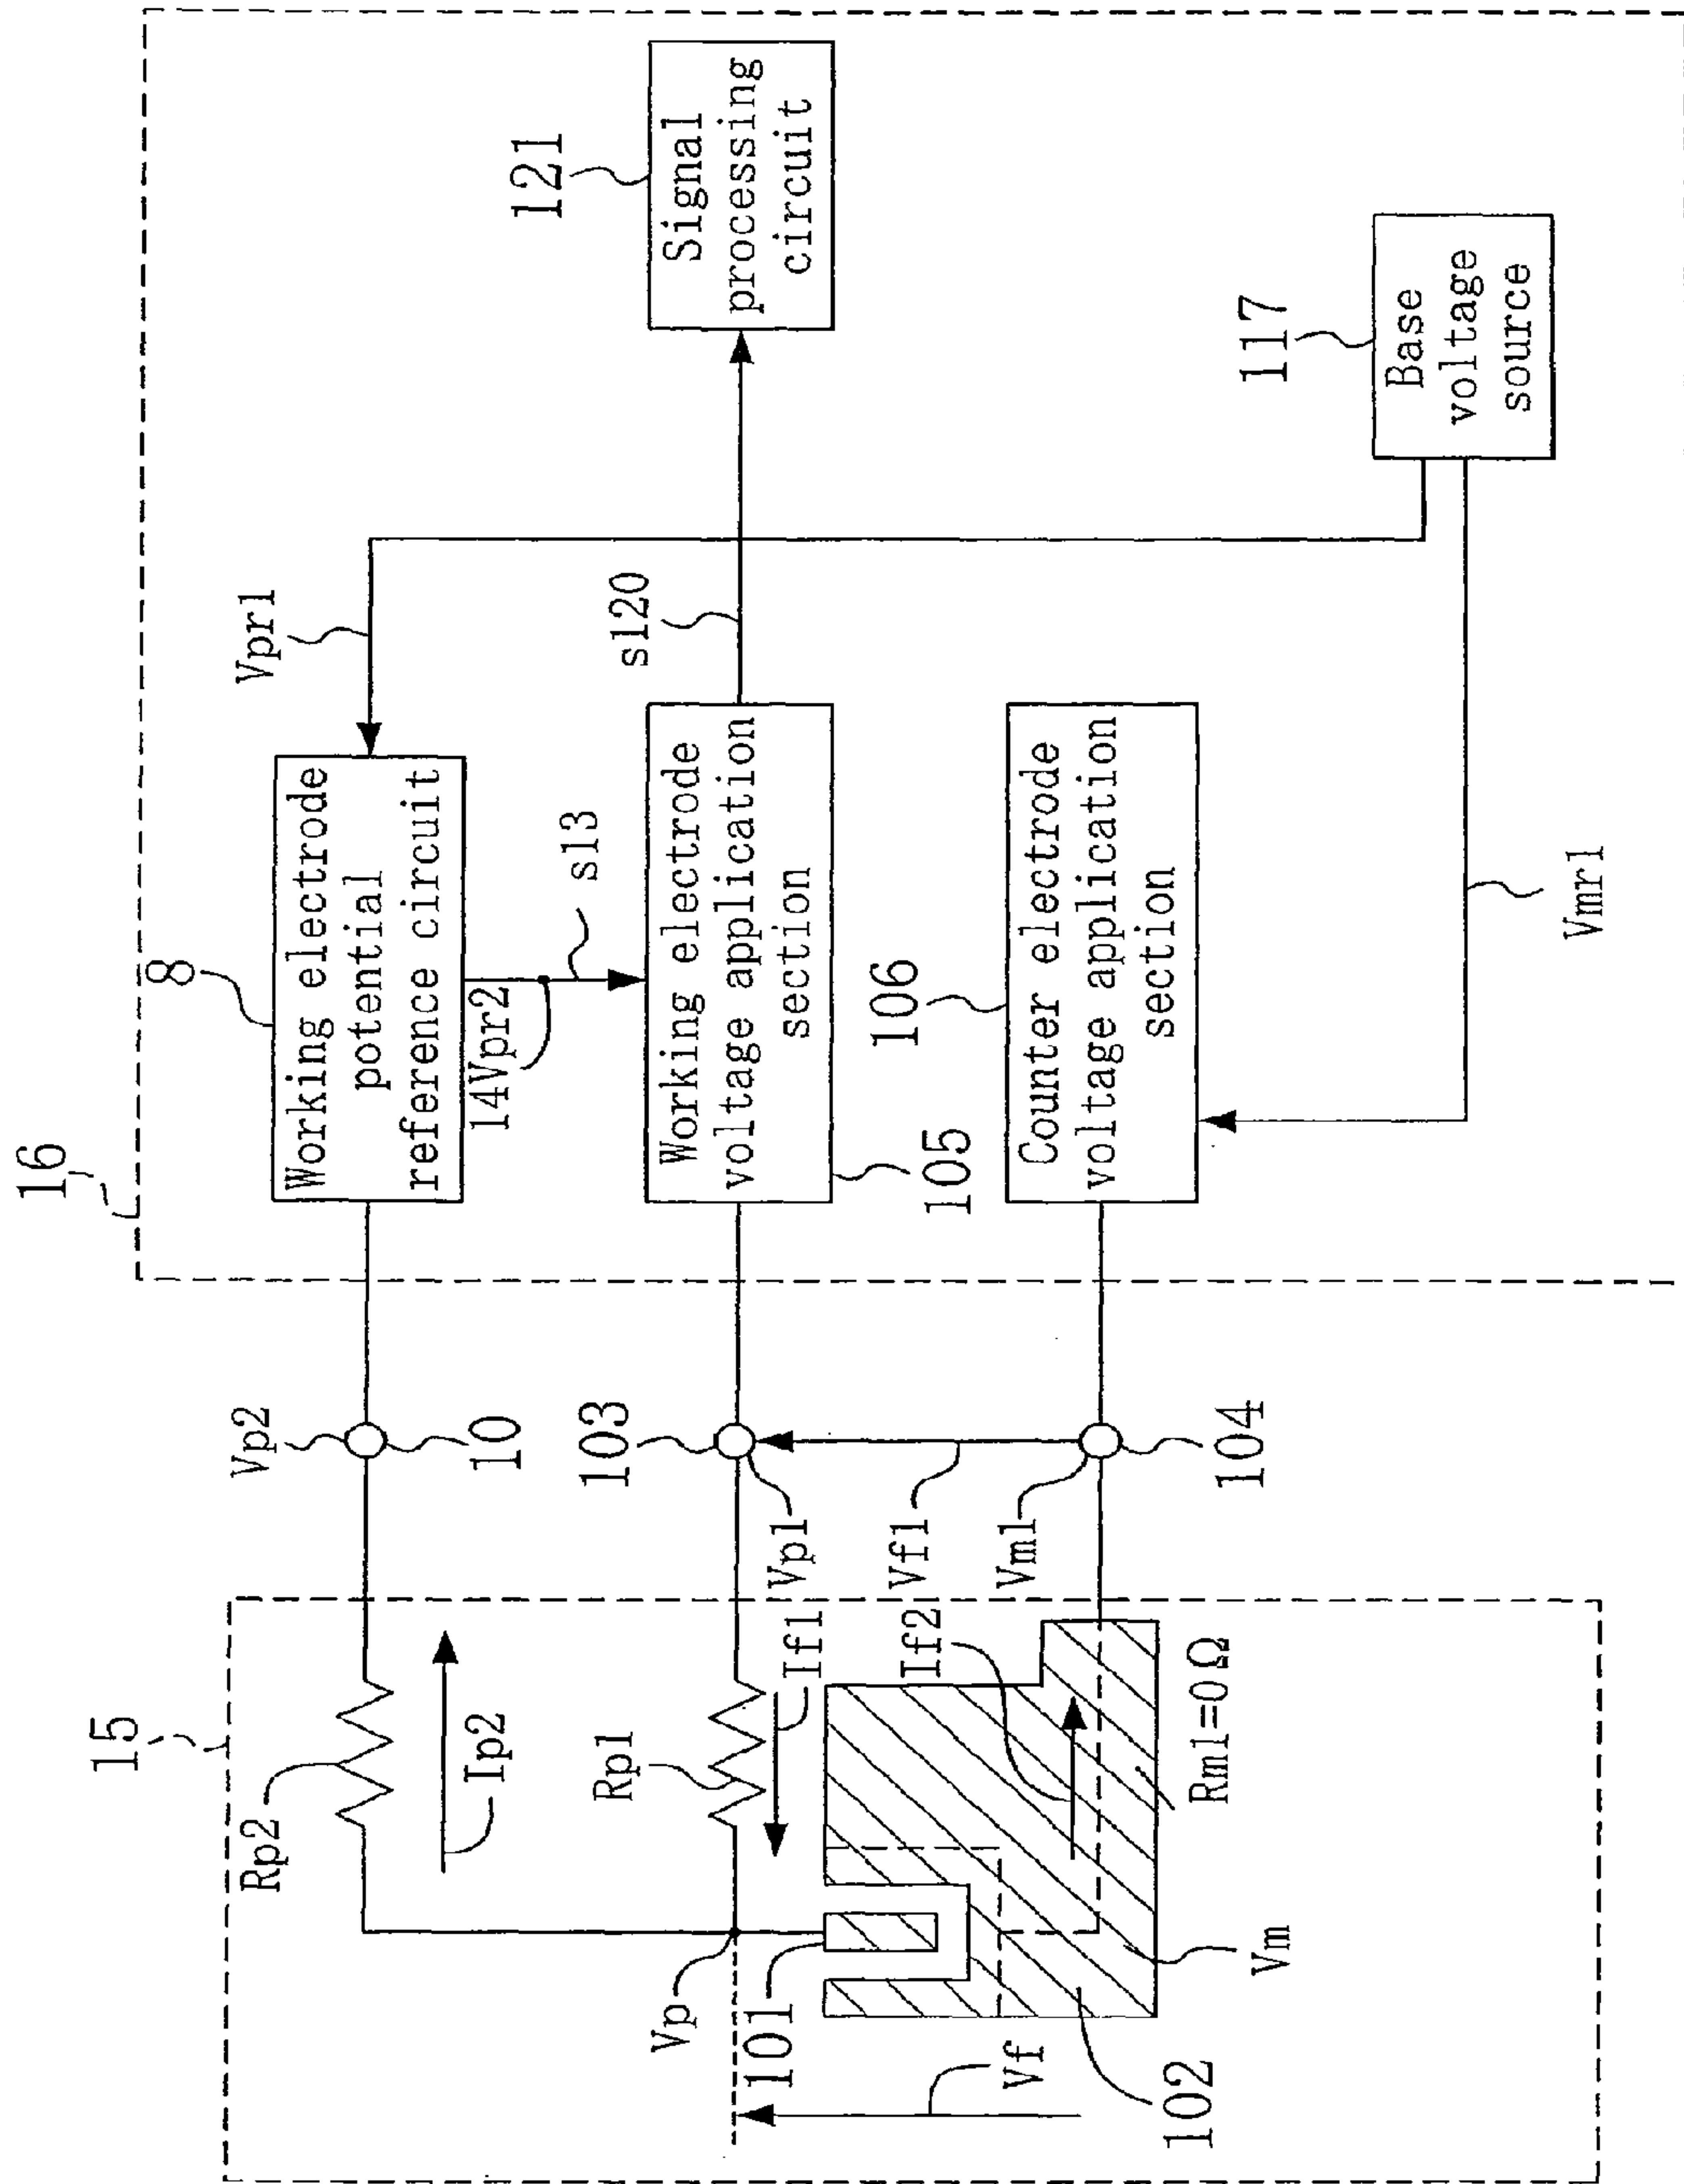 16
8
Working electrode
potential
reference circuit
Vpr1
14Vpr2
s13
Working electrode
voltage application
section
105
s120
121
Signal
processing
circuit
106
Counter electrode
voltage application
section
117
Base
voltage
source
Vmr1
Vp2
10
103
Vp1
Vf1
Vm1
104
15
Rp2
Ip2
Rp1
If1
If2
Rm1=0Ω
Vp
101
Vf
102
Vm